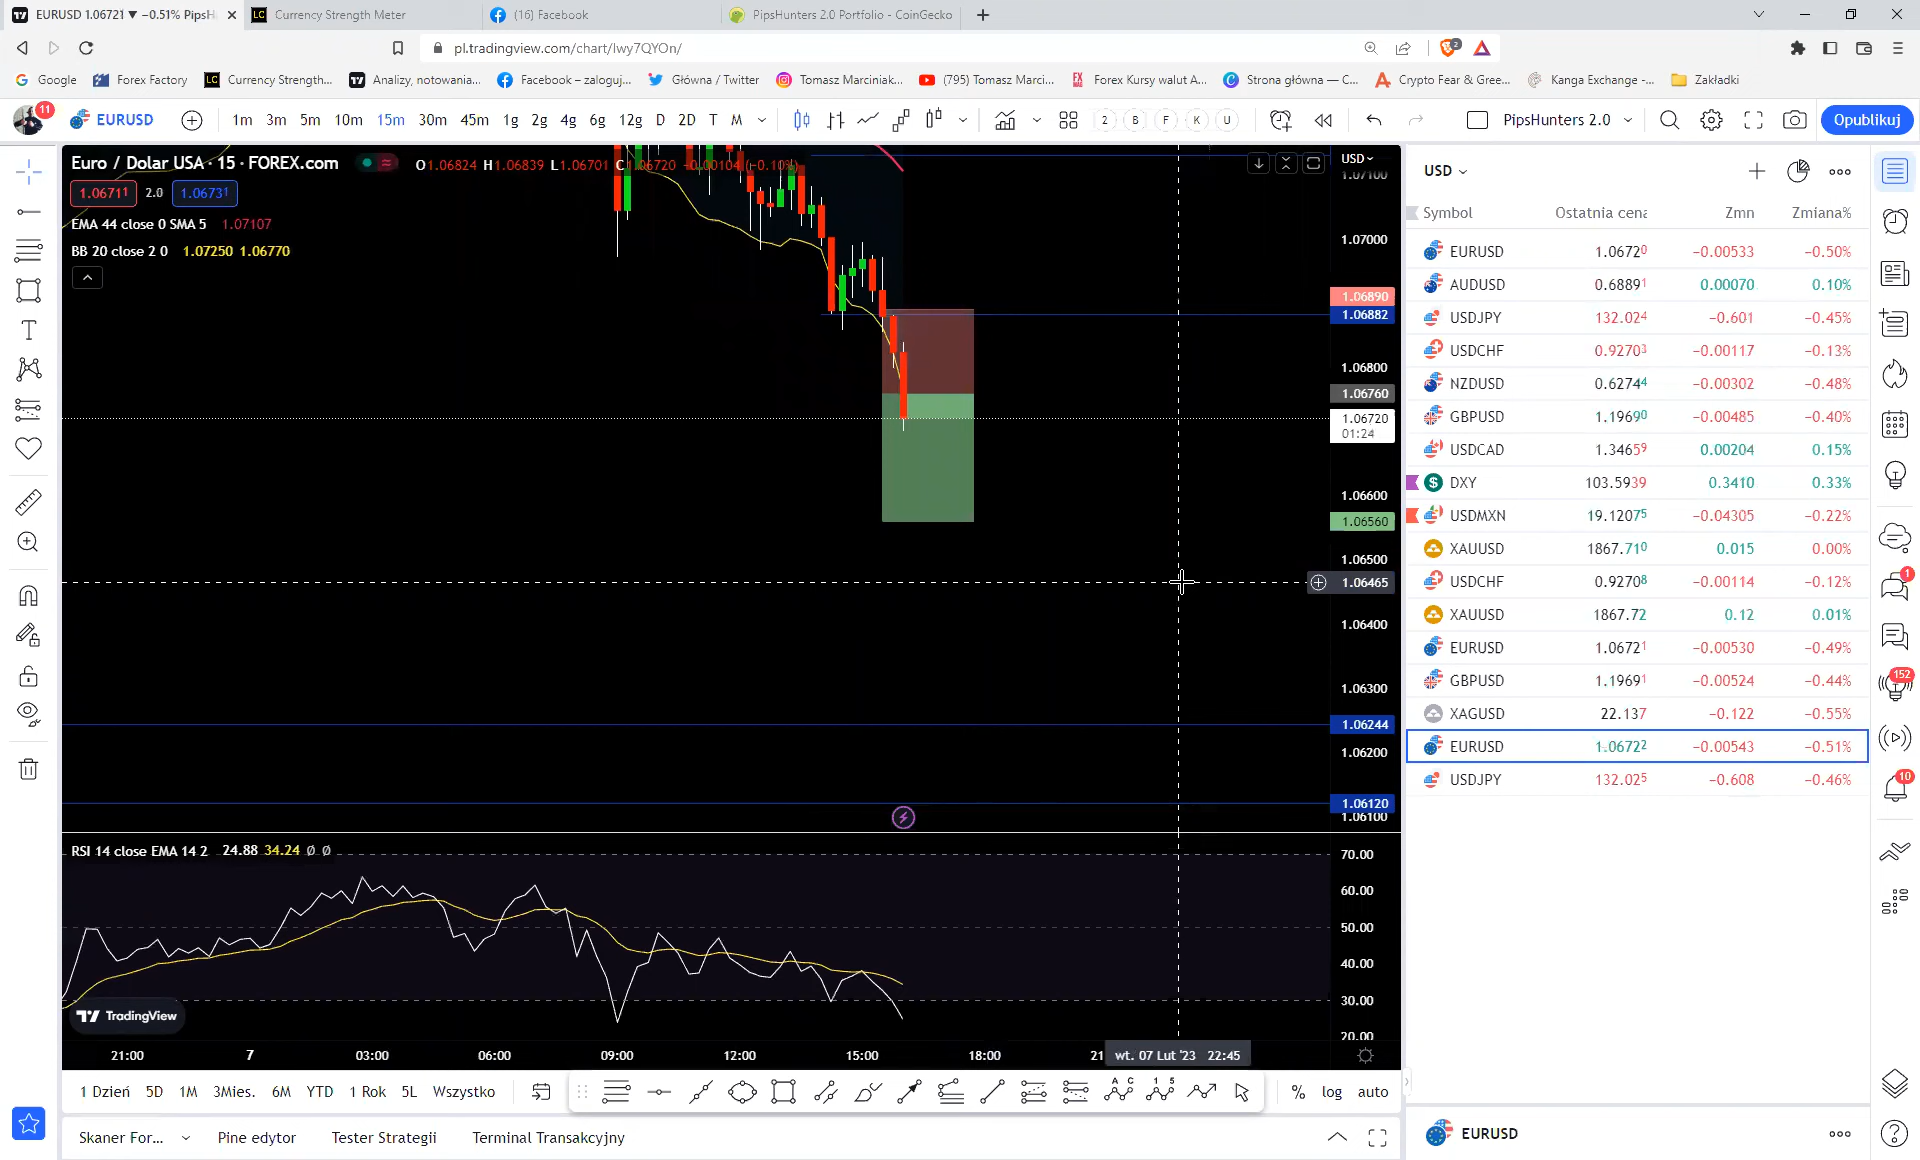 EURUSD 1.06721 ▼ −0.51% PipsH
Currency Strength Meter
(16) Facebook
PipsHunters 2.0 Portfolio - CoinGecko
pl.tradingview.com/chart/Iwy7QYOn/
2
Google
Forex Factory
Currency Strength...
Analizy, notowania...
Facebook – zaloguj...
Główna / Twitter
Tomasz Marciniak...
(795) Tomasz Marci...
Forex Kursy walut A...
Strona główna — C...
Crypto Fear & Gree...
Kanga Exchange -...
Zakładki
11
EURUSD
1m 3m 5m 10m 15m 30m 45m 1g 2g 4g 6g 12g D 2D T M
2 B F K U
PipsHunters 2.0
Opublikuj
Euro / Dolar USA · 15 · FOREX.com
O1.06824 H1.06839 L1.06701 C1.06720 −0.00104 (−0.10%)
1.06711 2.0 1.06731
EMA 44 close 0 SMA 5 1.07107
BB 20 close 2 0 1.07250 1.06770
USD
1.07100
1.07000
1.06890
1.06882
1.06800
1.06760
1.06720
01:24
1.06600
1.06560
1.06500
1.06465
1.06400
1.06300
1.06244
1.06200
1.06120
1.06100
RSI 14 close EMA 14 2 24.88 34.24 Ø Ø
70.00
60.00
50.00
40.00
30.00
20.00
TradingView
21:00 7 03:00 06:00 09:00 12:00 15:00 18:00 21 wt. 07 Lut '23 22:45
1 Dzień 5D 1M 3Mies. 6M YTD 1 Rok 5L Wszystko
% log auto
Skaner For... Pine edytor Tester Strategii Terminal Transakcyjny
USD
Symbol Ostatnia cena Zmn Zmiana%
EURUSD 1.06720 −0.00533 −0.50%
AUDUSD 0.68891 0.00070 0.10%
USDJPY 132.024 −0.601 −0.45%
USDCHF 0.92703 −0.00117 −0.13%
NZDUSD 0.62744 −0.00302 −0.48%
GBPUSD 1.19690 −0.00485 −0.40%
USDCAD 1.34659 0.00204 0.15%
DXY 103.5939 0.3410 0.33%
USDMXN 19.12075 −0.04305 −0.22%
XAUUSD 1867.710 0.015 0.00%
USDCHF 0.92708 −0.00114 −0.12%
XAUUSD 1867.72 0.12 0.01%
EURUSD 1.06721 −0.00530 −0.49%
GBPUSD 1.19691 −0.00524 −0.44%
XAGUSD 22.137 −0.122 −0.55%
EURUSD 1.06722 −0.00543 −0.51%
USDJPY 132.025 −0.608 −0.46%
EURUSD
1
152
10